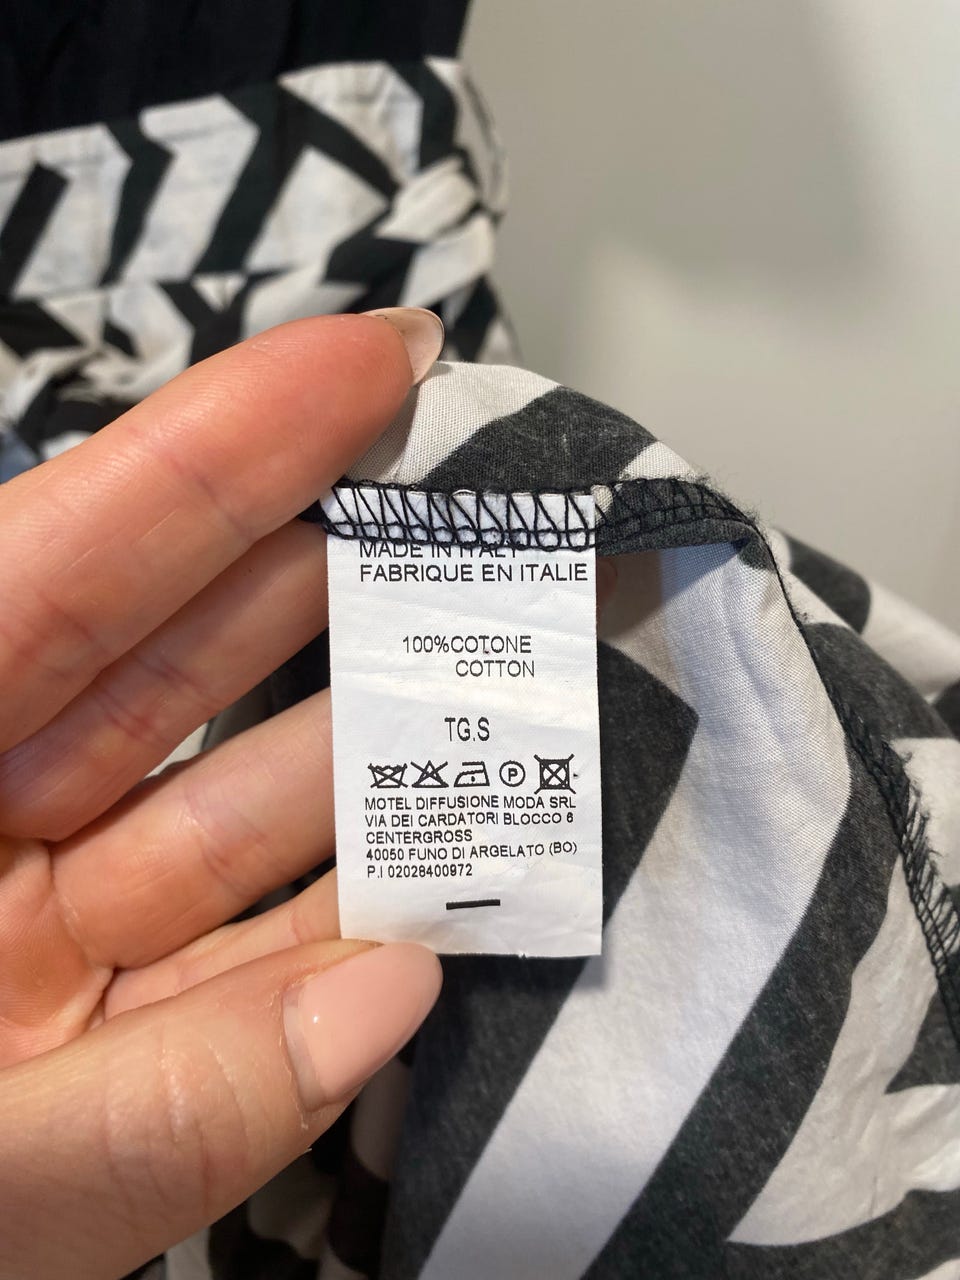 MADE IN ITALY
FABRIQUE EN ITALIE
100%COTONE
COTTON
TG.S
P
MOTEL DIFFUSIONE MODA SRL
VIA DEI CARDATORI BLOCCO 6
CENTERGROSS
40050 FUNO DI ARGELATO (BO)
P.I 02028400972